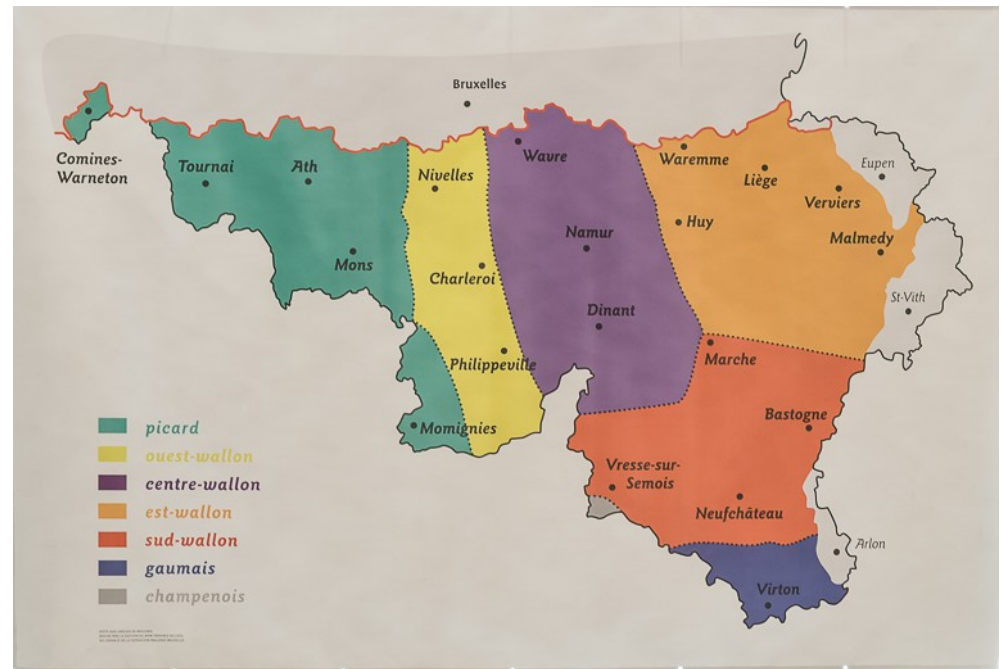 Bruxelles
Comines-
Warneton
Tournai
Ath
Nivelles
Wavre
Waremme
Liège
Eupen
Verviers
Huy
Malmedy
Mons
Charleroi
Namur
St-Vith
Dinant
Philippeville
Marche
Momignies
Bastogne
Vresse-sur-
Semois
Neufchâteau
Arlon
Virton
picard
ouest-wallon
centre-wallon
est-wallon
sud-wallon
gaumais
champenois